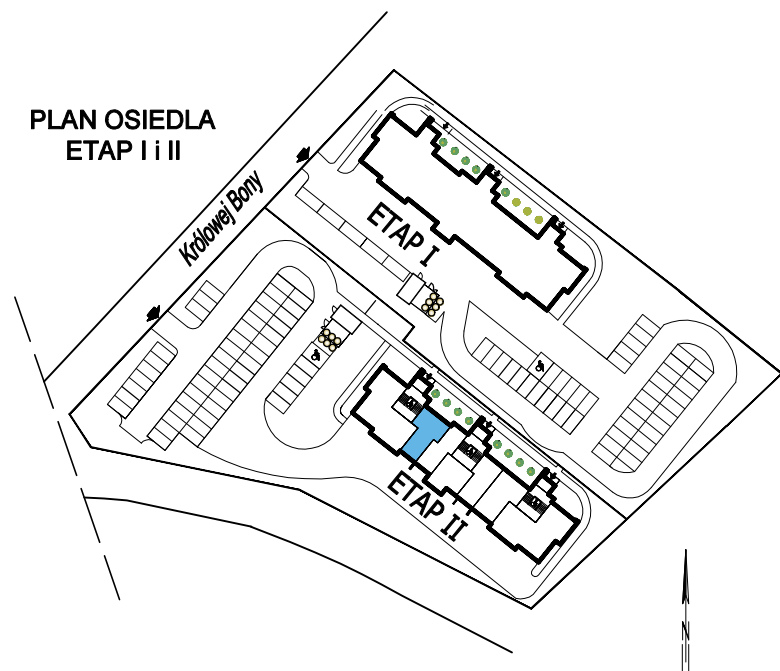 PLAN OSIEDLA
ETAP I i II
Królowej Bony
ETAP I
ETAP II
N